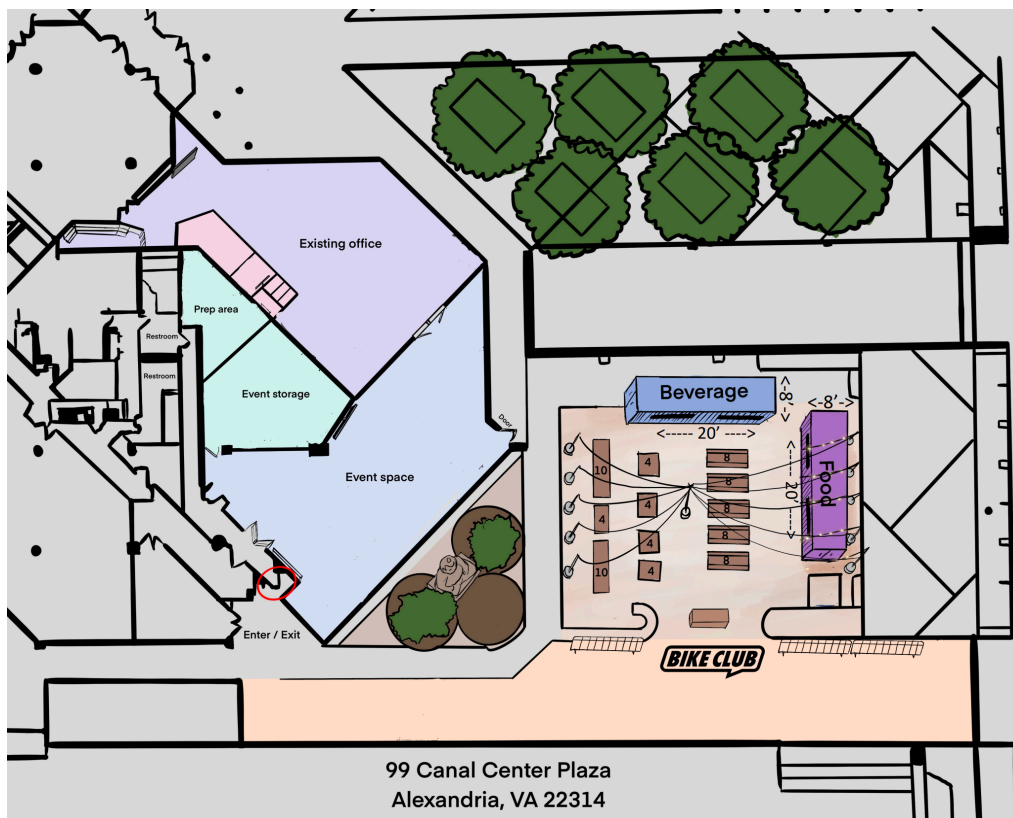 Existing office
Prep area
Restroom
Restroom
Event storage
Door
Event space
Enter / Exit
Beverage
<----- 20’ ---->
<-8’->
<-8’->
Food
<----20’---->
10
4
10
4
4
4
8
8
8
8
8
BIKE CLUB
99 Canal Center Plaza
Alexandria, VA 22314